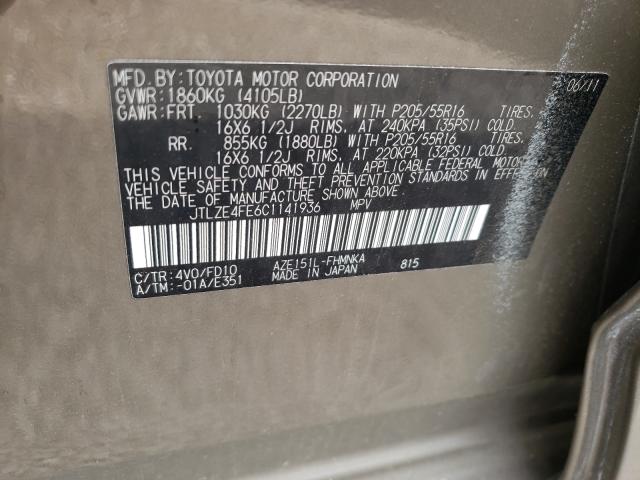 MFD. BY: TOYOTA MOTOR CORPORATION 06/11
GVWR: 1860KG (4105LB)
GAWR: FRT. 1030KG (2270LB) WITH P205/55R16 TIRES.
16X6 1/2J RIMS. AT 240KPA (35PSI) COLD.
RR. 855KG (1880LB) WITH P205/55R16 TIRES.
16X6 1/2J RIMS. AT 220KPA (32PSI) COLD.
THIS VEHICLE CONFORMS TO ALL APPLICABLE FEDERAL MOTOR
VEHICLE SAFETY AND THEFT PREVENTION STANDARDS IN EFFECT ON
THE DATE OF MANUFACTURE SHOWN ABOVE.
JTLZE4FE6C1141936 MPV
C/TR: 4V0/FD10 AZE151L-FHMNKA 815
A/TM: -01A/E351 MADE IN JAPAN